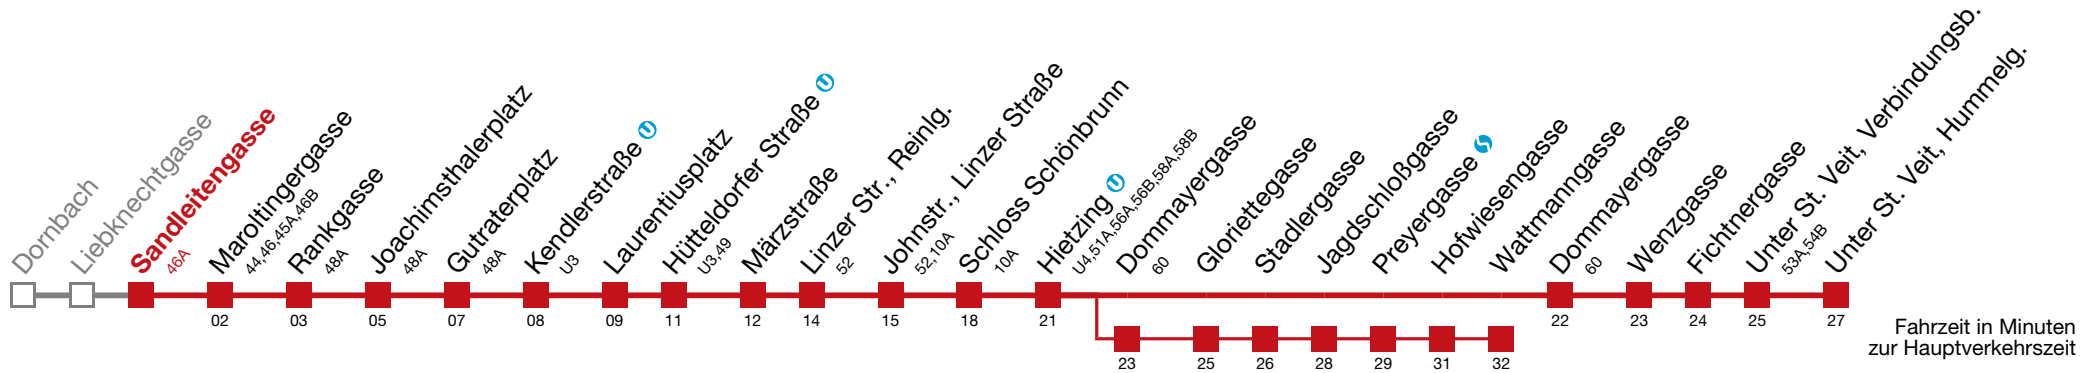 Dornbach
Liebknechtgasse
Sandleitengasse
46A
Maroltingergasse
44,46,45A,46B
Rankgasse
48A
Joachimsthalerplatz
48A
Gutraterplatz
48A
Kendlerstraße U
U3
Laurentiusplatz
Hütteldorfer Straße U
U3,49
Märzstraße
Linzer Str., Reinlg.
52
Johnstr., Linzer Straße
52,10A
Schloss Schönbrunn
10A
Hietzing U
U4,51A,56A,56B,58A,58B
Dommayergasse
60
Gloriettegasse
Stadlergasse
Jagdschloßgasse
Preyergasse S
Hofwiesengasse
Wattmanngasse
Dommayergasse
60
Wenzgasse
Fichtnergasse
Unter St. Veit, Verbindungsb.
53A,54B
Unter St. Veit, Hummelg.
02 03 05 07 08 09 11 12 14 15 18 21 22 23 24 25 27
23 25 26 28 29 31 32
Fahrzeit in Minuten
zur Hauptverkehrszeit